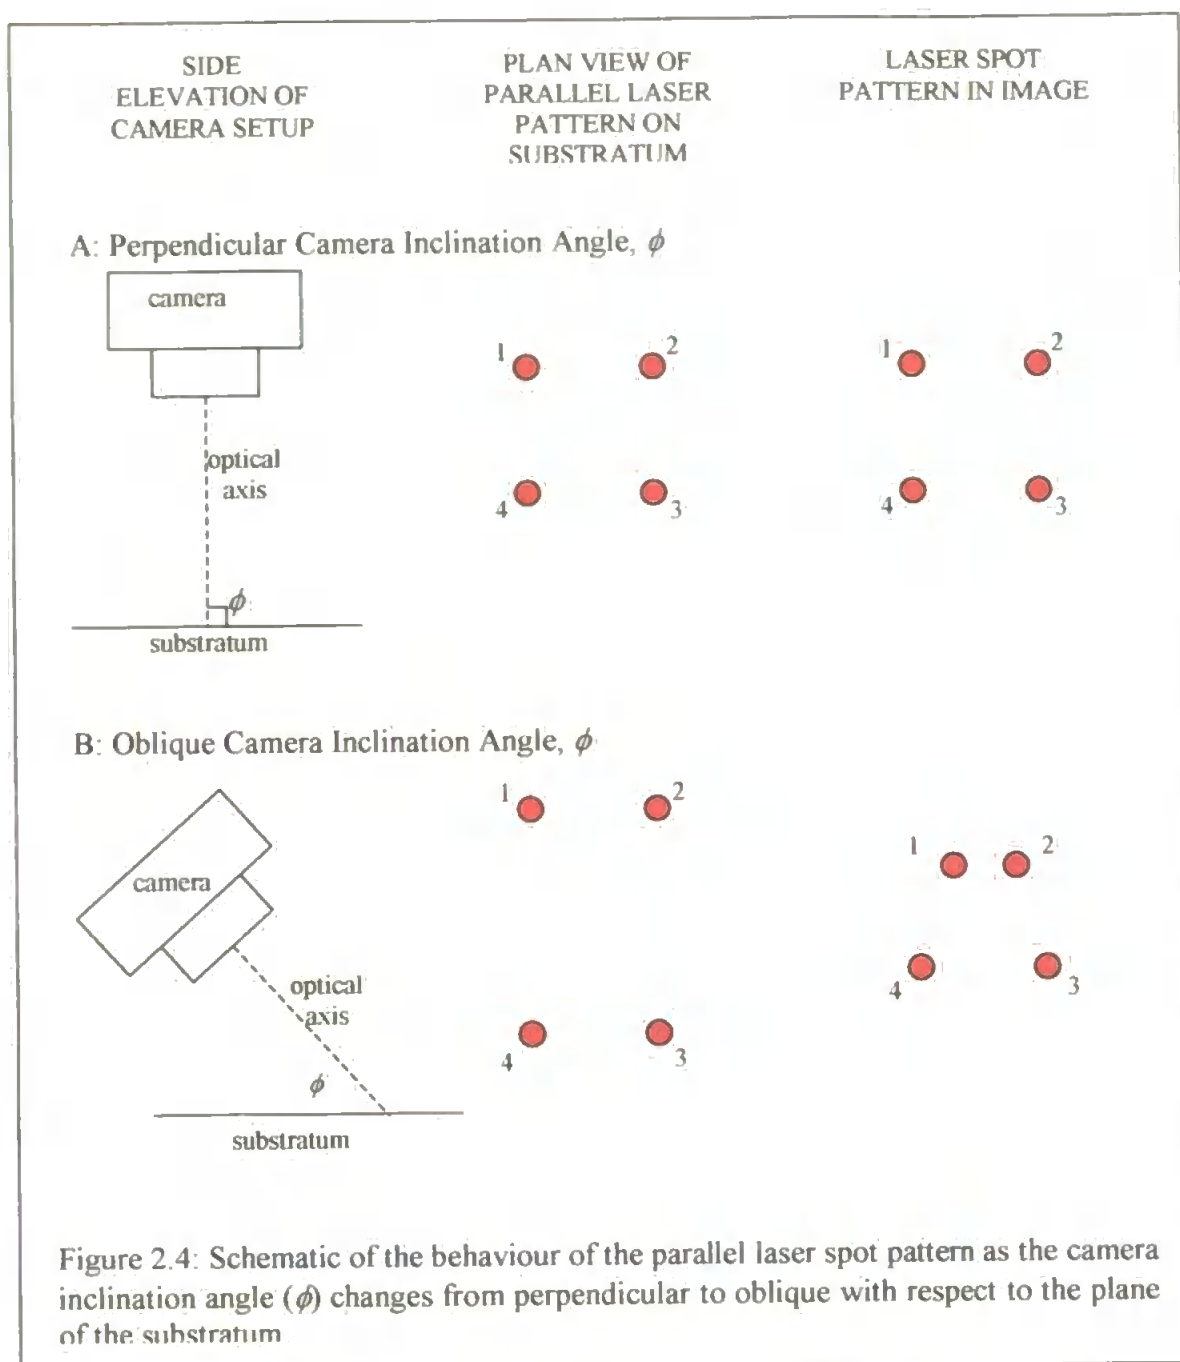 SIDE
ELEVATION OF
CAMERA SETUP
PLAN VIEW OF
PARALLEL LASER
PATTERN ON
SUBSTRATUM
LASER SPOT
PATTERN IN IMAGE
A: Perpendicular Camera Inclination Angle, ϕ
camera
optical
axis
ϕ
substratum
1
2
4
3
1
2
4
3
B: Oblique Camera Inclination Angle, ϕ
camera
optical
axis
ϕ
substratum
1
2
4
3
1
2
4
3
Figure 2.4: Schematic of the behaviour of the parallel laser spot pattern as the camera
inclination angle (ϕ) changes from perpendicular to oblique with respect to the plane
of the substratum